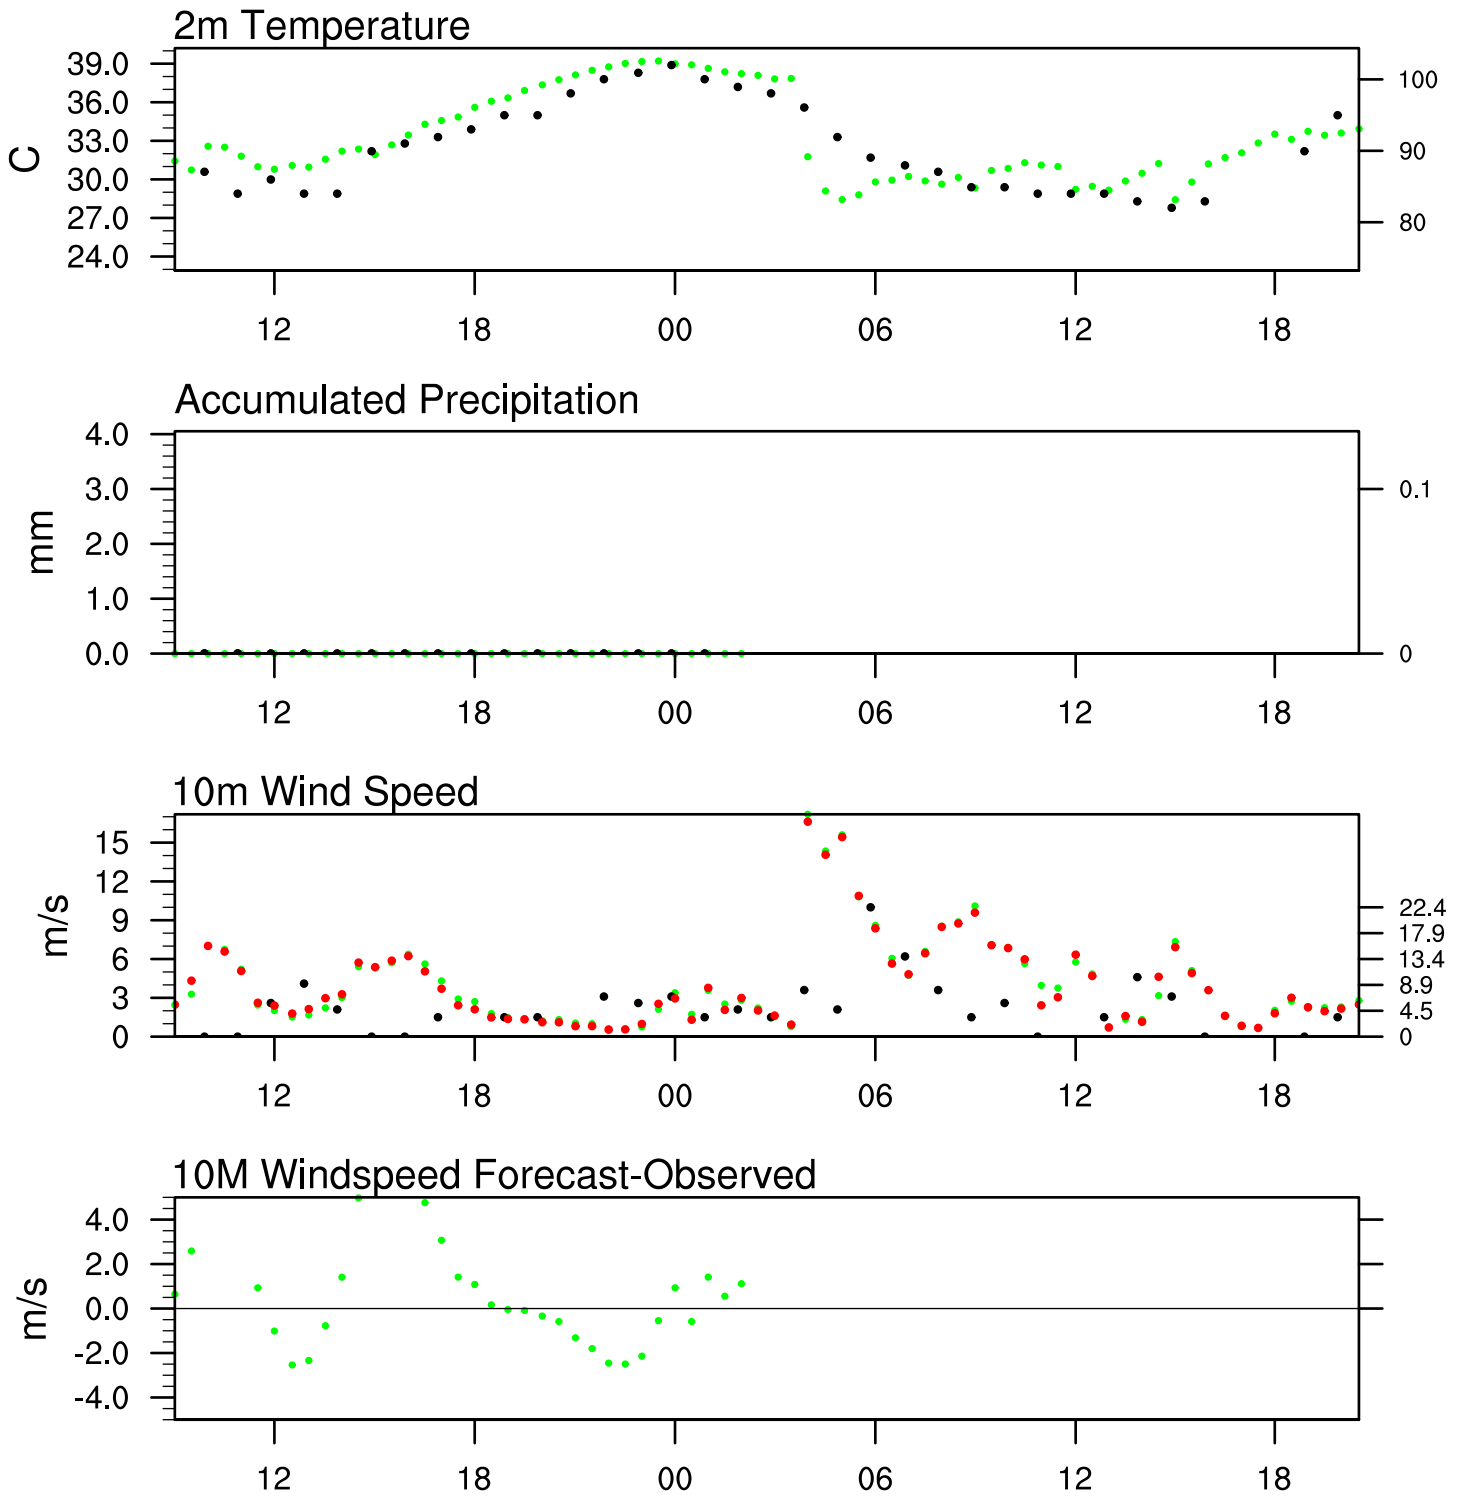 2m Temperature
39.0
36.0
33.0
30.0
27.0
24.0
C
100
90
80
12 18 00 06 12 18
Accumulated Precipitation
4.0
3.0
2.0
1.0
0.0
mm
0.1
0
12 18 00 06 12 18
10m Wind Speed
15
12
9
6
3
0
m/s
22.4
17.9
13.4
8.9
4.5
0
12 18 00 06 12 18
10M Windspeed Forecast-Observed
4.0
2.0
0.0
-2.0
-4.0
m/s
12 18 00 06 12 18